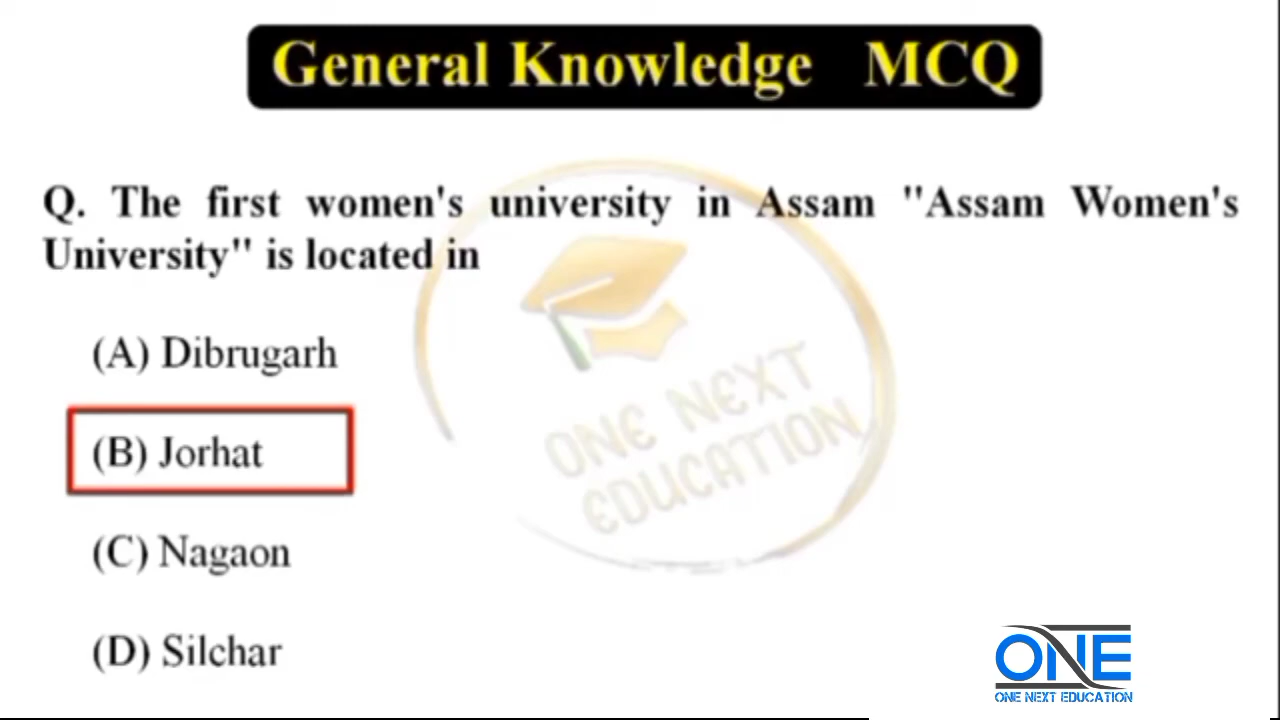 General Knowledge MCQ
Q. The first women's university in Assam "Assam Women's
University" is located in
(A) Dibrugarh
(B) Jorhat
(C) Nagaon
(D) Silchar
ONE NEXT
EDUCATION
ONE
ONE NEXT EDUCATION